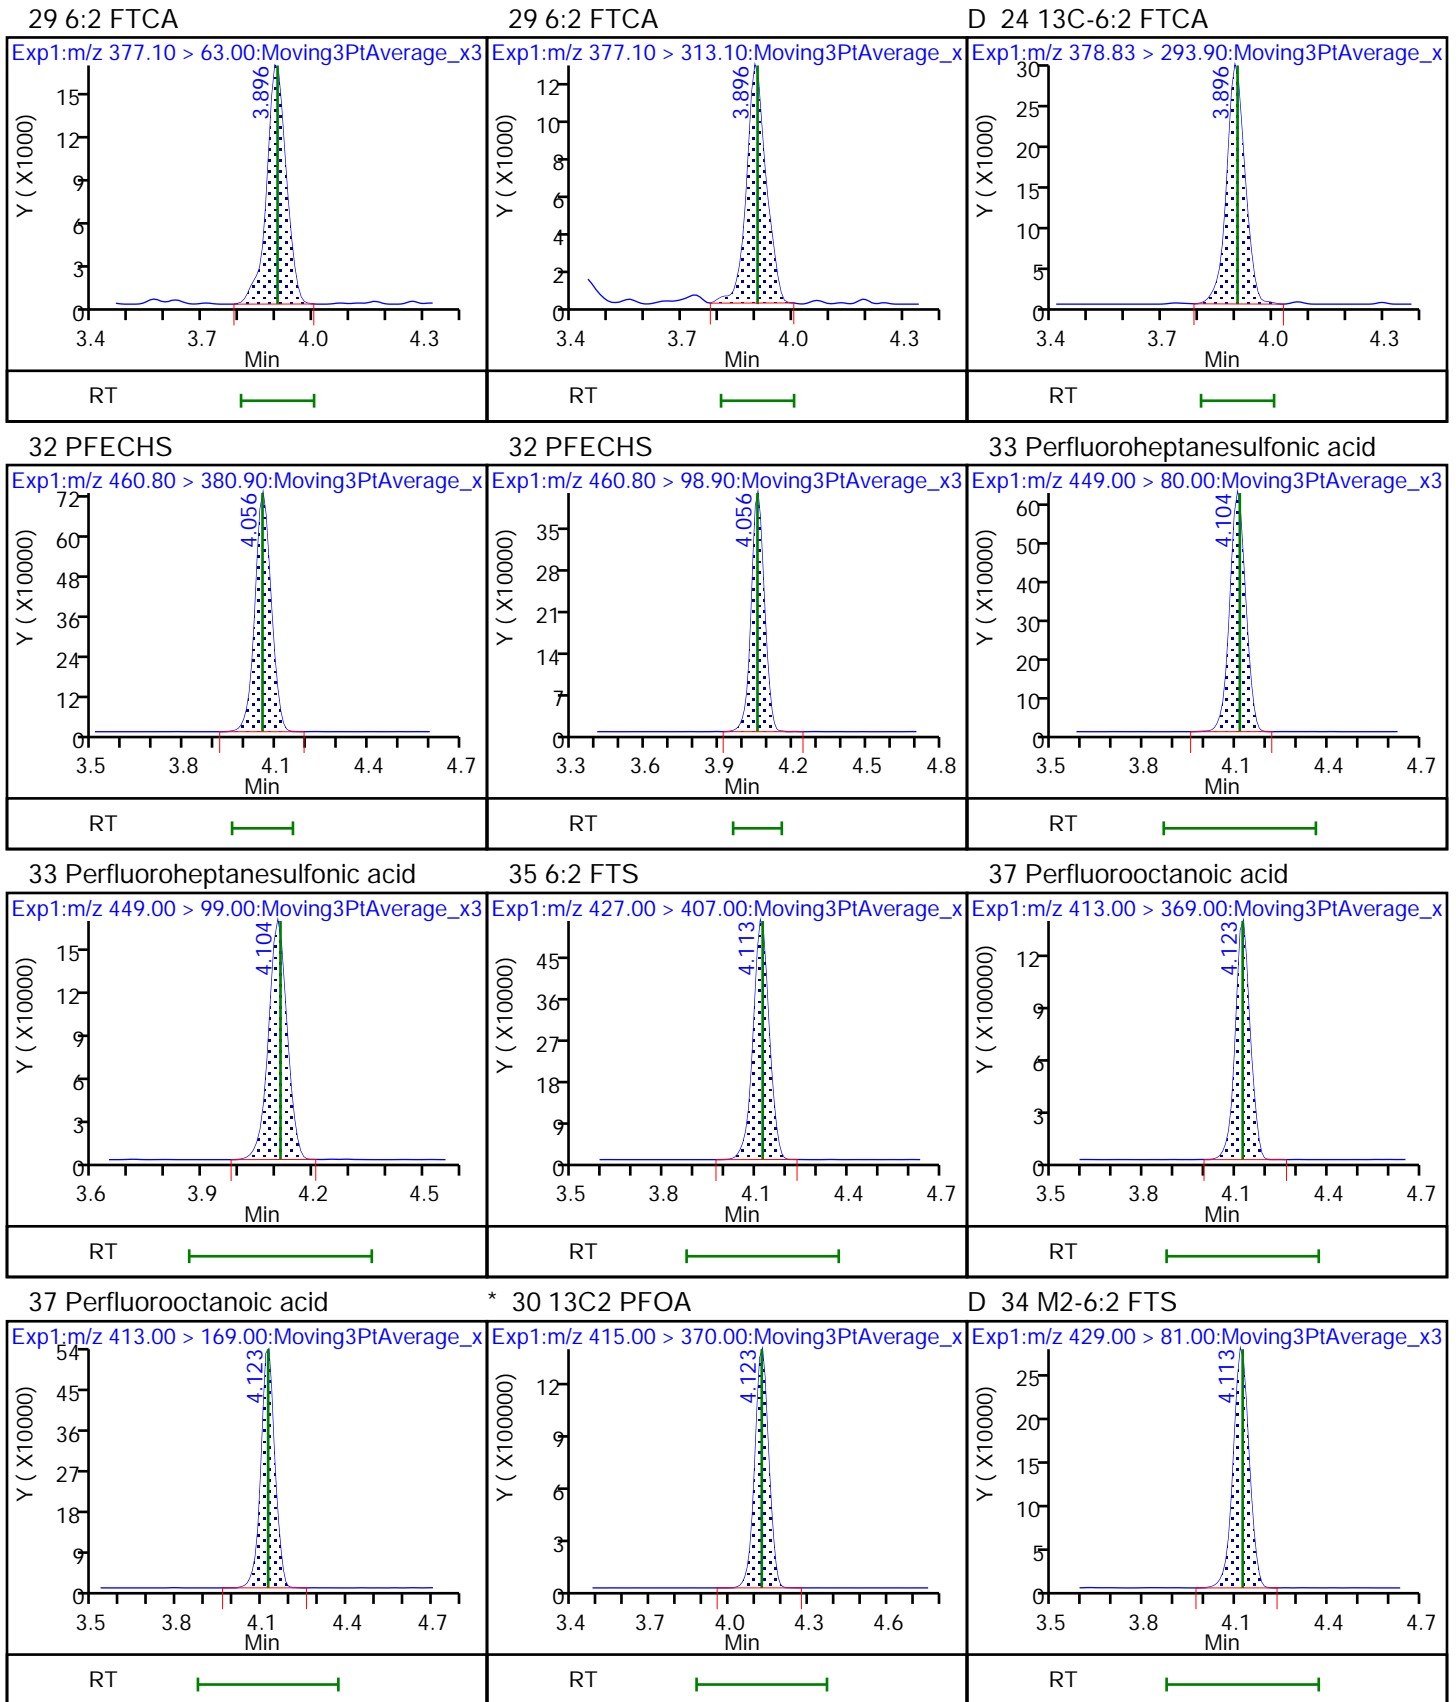 29 6:2 FTCA
Exp1:m/z 377.10 > 63.00:Moving3PtAverage_x3
3.896
Y ( X1000)
15
12
9
6
3
0
3.4 3.7 4.0 4.3
Min
RT
29 6:2 FTCA
Exp1:m/z 377.10 > 313.10:Moving3PtAverage_x
3.896
Y ( X1000)
12
10
8
6
4
2
0
3.4 3.7 4.0 4.3
Min
RT
D 24 13C-6:2 FTCA
Exp1:m/z 378.83 > 293.90:Moving3PtAverage_x
3.896
Y ( X1000)
30
25
20
15
10
5
0
3.4 3.7 4.0 4.3
Min
RT
32 PFECHS
Exp1:m/z 460.80 > 380.90:Moving3PtAverage_x
4.056
Y ( X10000)
72
60
48
36
24
12
0
3.5 3.8 4.1 4.4 4.7
Min
RT
32 PFECHS
Exp1:m/z 460.80 > 98.90:Moving3PtAverage_x3
4.056
Y ( X10000)
35
28
21
14
7
0
3.3 3.6 3.9 4.2 4.5 4.8
Min
RT
33 Perfluoroheptanesulfonic acid
Exp1:m/z 449.00 > 80.00:Moving3PtAverage_x3
4.104
Y ( X10000)
60
50
40
30
20
10
0
3.5 3.8 4.1 4.4 4.7
Min
RT
33 Perfluoroheptanesulfonic acid
Exp1:m/z 449.00 > 99.00:Moving3PtAverage_x3
4.104
Y ( X10000)
15
12
9
6
3
0
3.6 3.9 4.2 4.5
Min
RT
35 6:2 FTS
Exp1:m/z 427.00 > 407.00:Moving3PtAverage_x
4.113
Y ( X10000)
45
36
27
18
9
0
3.5 3.8 4.1 4.4 4.7
Min
RT
37 Perfluorooctanoic acid
Exp1:m/z 413.00 > 369.00:Moving3PtAverage_x
4.123
Y ( X100000)
12
9
6
3
0
3.5 3.8 4.1 4.4 4.7
Min
RT
37 Perfluorooctanoic acid
Exp1:m/z 413.00 > 169.00:Moving3PtAverage_x
4.123
Y ( X10000)
54
45
36
27
18
9
0
3.5 3.8 4.1 4.4 4.7
Min
RT
* 30 13C2 PFOA
Exp1:m/z 415.00 > 370.00:Moving3PtAverage_x
4.123
Y ( X100000)
12
9
6
3
0
3.4 3.7 4.0 4.3 4.6
Min
RT
D 34 M2-6:2 FTS
Exp1:m/z 429.00 > 81.00:Moving3PtAverage_x3
4.113
Y ( X10000)
25
20
15
10
5
0
3.5 3.8 4.1 4.4 4.7
Min
RT